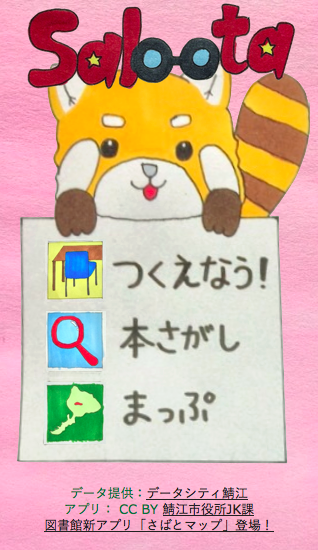 Sabota
つくえなう!
本さがし
まっぷ
データ提供：データシティ鯖江
アプリ： CC BY 鯖江市役所JK課
図書館新アプリ「さばとマップ」登場！